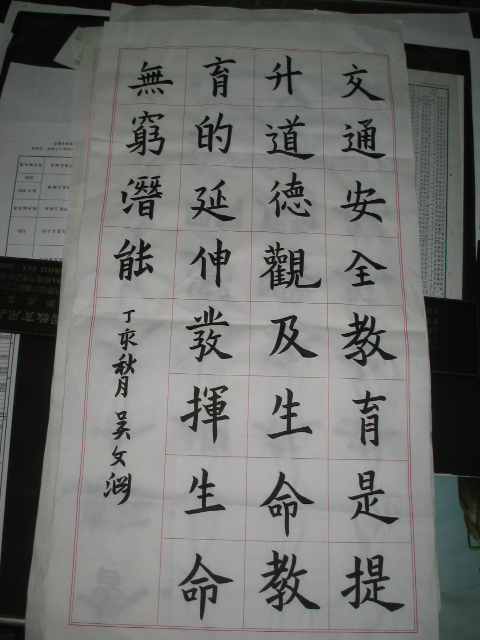 交通安全教育是提
升道德觀及生命教
育的延伸發揮生命
無窮潛能
丁亥秋月 吳文